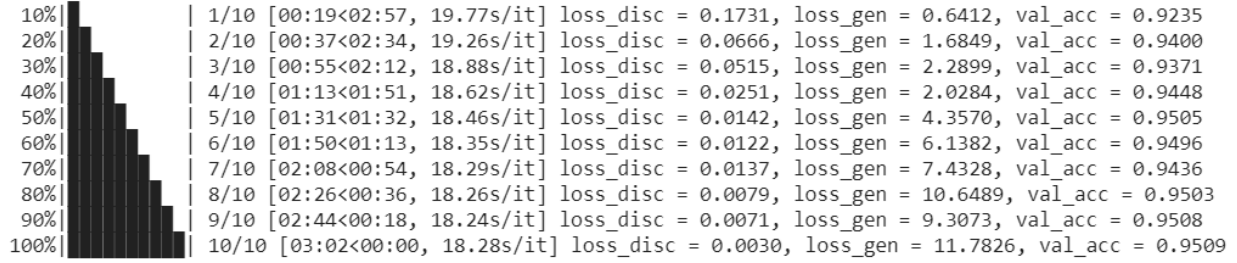 10%| | 1/10 [00:19<02:57, 19.77s/it] loss_disc = 0.1731, loss_gen = 0.6412, val_acc = 0.9235
20%| | 2/10 [00:37<02:34, 19.26s/it] loss_disc = 0.0666, loss_gen = 1.6849, val_acc = 0.9400
30%| | 3/10 [00:55<02:12, 18.88s/it] loss_disc = 0.0515, loss_gen = 2.2899, val_acc = 0.9371
40%| | 4/10 [01:13<01:51, 18.62s/it] loss_disc = 0.0251, loss_gen = 2.0284, val_acc = 0.9448
50%| | 5/10 [01:31<01:32, 18.46s/it] loss_disc = 0.0142, loss_gen = 4.3570, val_acc = 0.9505
60%| | 6/10 [01:50<01:13, 18.35s/it] loss_disc = 0.0122, loss_gen = 6.1382, val_acc = 0.9496
70%| | 7/10 [02:08<00:54, 18.29s/it] loss_disc = 0.0137, loss_gen = 7.4328, val_acc = 0.9436
80%| | 8/10 [02:26<00:36, 18.26s/it] loss_disc = 0.0079, loss_gen = 10.6489, val_acc = 0.9503
90%| | 9/10 [02:44<00:18, 18.24s/it] loss_disc = 0.0071, loss_gen = 9.3073, val_acc = 0.9508
100%| | 10/10 [03:02<00:00, 18.28s/it] loss_disc = 0.0030, loss_gen = 11.7826, val_acc = 0.9509